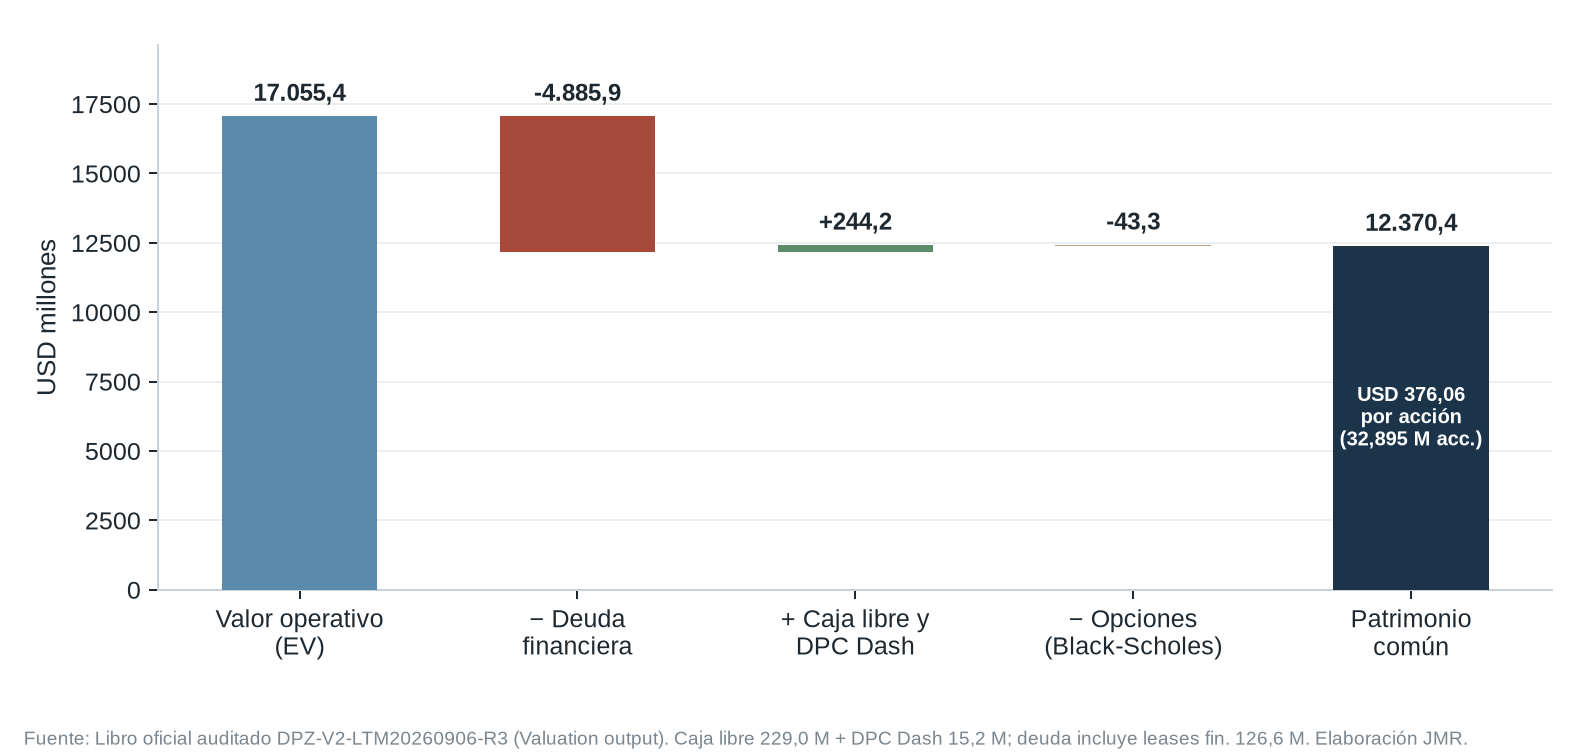 17.055,4
-4.885,9
+244,2
-43,3
12.370,4
17500
15000
12500
10000
7500
5000
2500
0
USD millones
USD 376,06
por acción
(32,895 M acc.)
Valor operativo
(EV)
− Deuda
financiera
+ Caja libre y
DPC Dash
− Opciones
(Black-Scholes)
Patrimonio
común
Fuente: Libro oficial auditado DPZ-V2-LTM20260906-R3 (Valuation output). Caja libre 229,0 M + DPC Dash 15,2 M; deuda incluye leases fin. 126,6 M. Elaboración JMR.